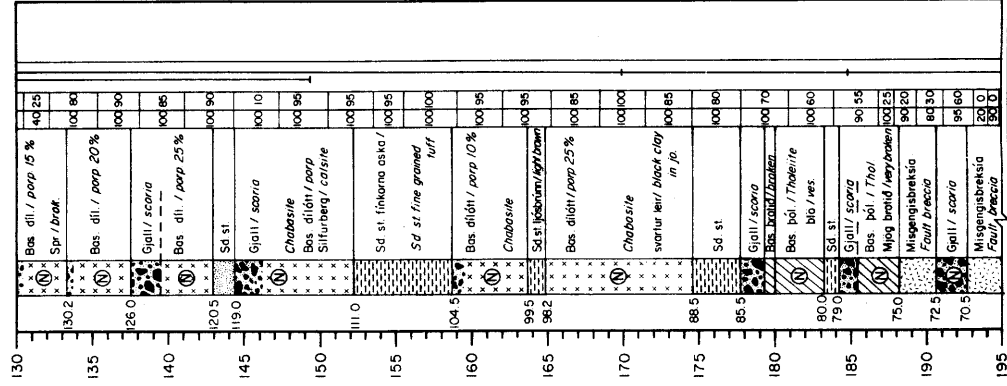 130
135
140
145
150
155
160
165
170
175
180
185
190
195
130.2
126.0
120.5
119.0
111.0
104.5
99.5
98.2
88.5
85.5
80.0
79.0
75.0
72.5
70.5
Bas díl. / porp 15 %
Spr / brok.
Bas. díl. / porp 20 %
Gjall / scoria
Bas díl. / porp 25 %
Sd st.
Gjall / scoria
Chabasite
Bas dílótt / porp
Silfurberg / calsite
Sd. st. fínkorna aska /
Sd st. fine grained
tuff
Bas. dílótt / porp 10%
Chabasite
Sd.st. ljósbrúnn / light brown
Bas. dílótt / porp 25%
Chabasite
svartur leir / black clay
in jo.
Sd. st.
Gjall / scoria
Bas. brotið / broken
Bas. þól. / Tholeiite
blö / ves.
Sd. st
Gjall / scoria
Bas. þól. / Thol
Mjög brotið / very broken
Misgengisbreksía
Fault breccia
Gjall / scoria
Misgengisbreksía
Fault, breccia
40 25
100 80
100 90
100 85
100 90
100 10
100 95
100 95
100 100
100 95
100 95
100 85
100 100
100 85
100 80
100 70
100 60
90 55
100 25
90 20
80 30
95 60
20 0
90 0